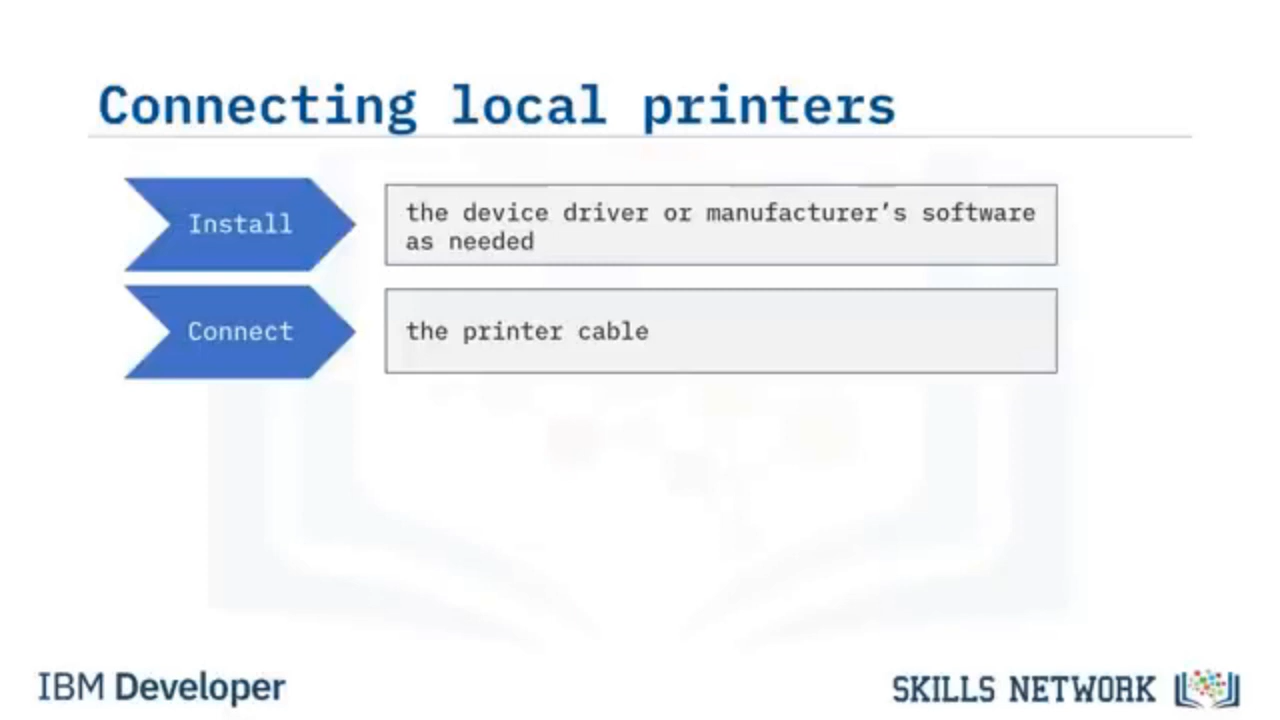 Connecting local printers
Install
the device driver or manufacturer’s software
as needed
Connect
the printer cable
IBM Developer
SKILLS NETWORK